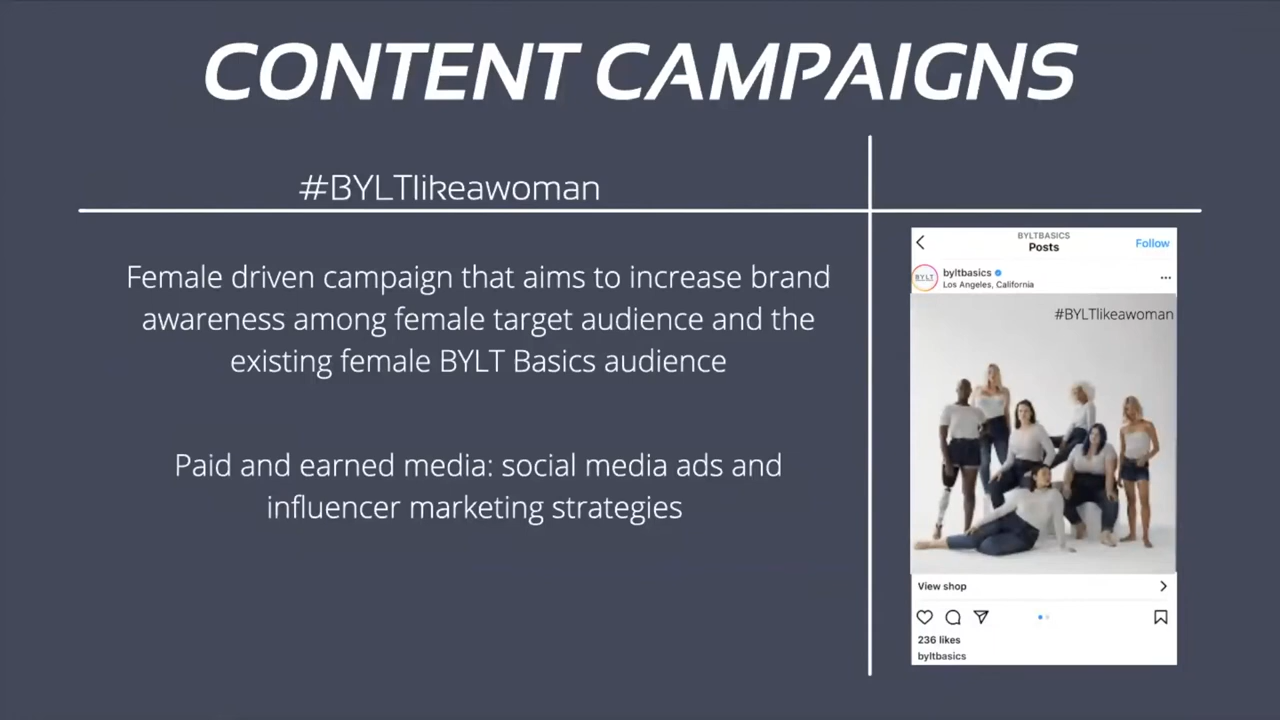 CONTENT CAMPAIGNS
#BYLTlikeawoman
Female driven campaign that aims to increase brand
awareness among female target audience and the
existing female BYLT Basics audience
Paid and earned media: social media ads and
influencer marketing strategies
BYLTBASICS
Posts
Follow
BYLT
byltbasics
Los Angeles, California
#BYLTlikeawoman
View shop
236 likes
byltbasics